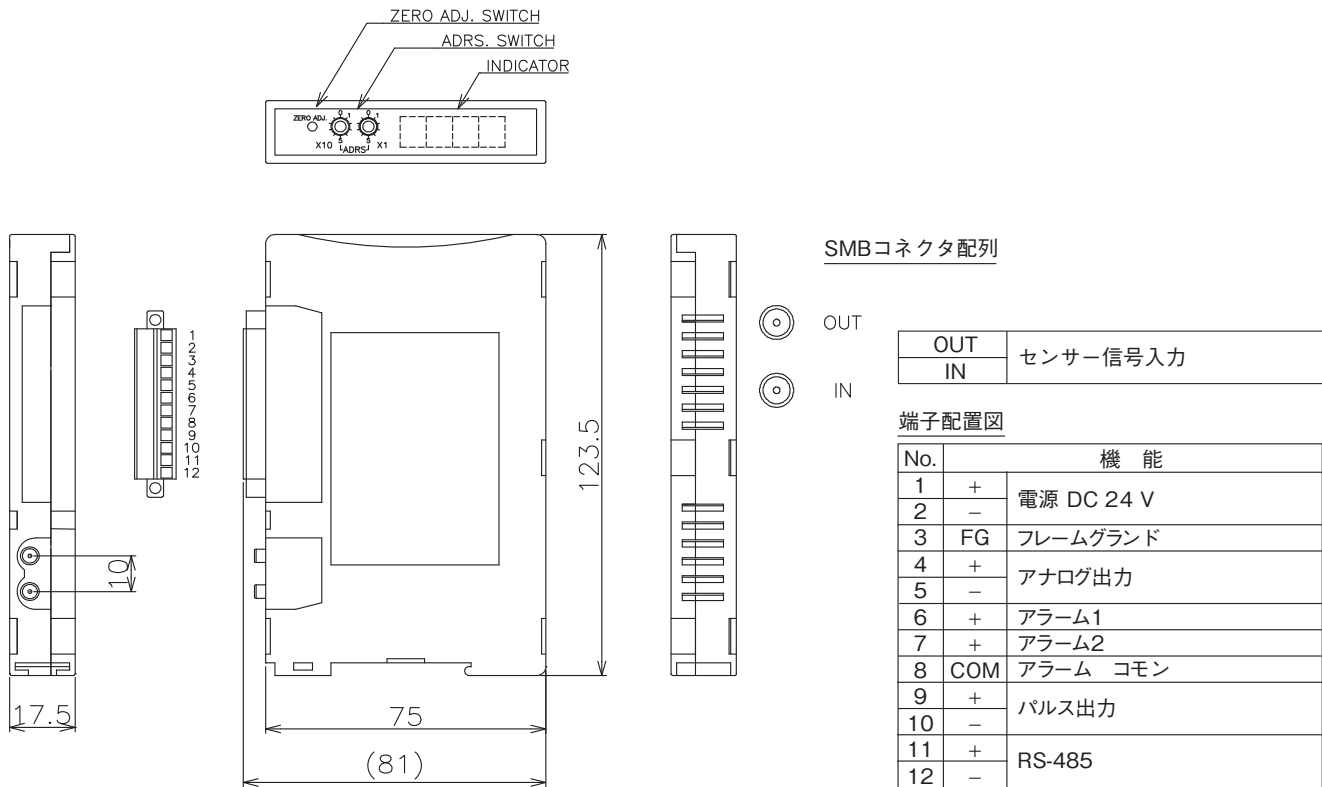 ZERO ADJ. SWITCH
ADRS. SWITCH
INDICATOR
ZERO ADJ.
0 1 0 1
X10 5 5 X1
ADRS
1
2
3
4
5
6
7
8
9
10
11
12
10
17.5
123.5
75
(81)
SMBコネクタ配列
OUT
IN
OUT センサー信号入力
IN
端子配置図
No. 機 能
1 + 電源 DC 24 V
2 −
3 FG フレームグランド
4 + アナログ出力
5 −
6 + アラーム1
7 + アラーム2
8 COM アラーム コモン
9 + パルス出力
10 −
11 + RS-485
12 −